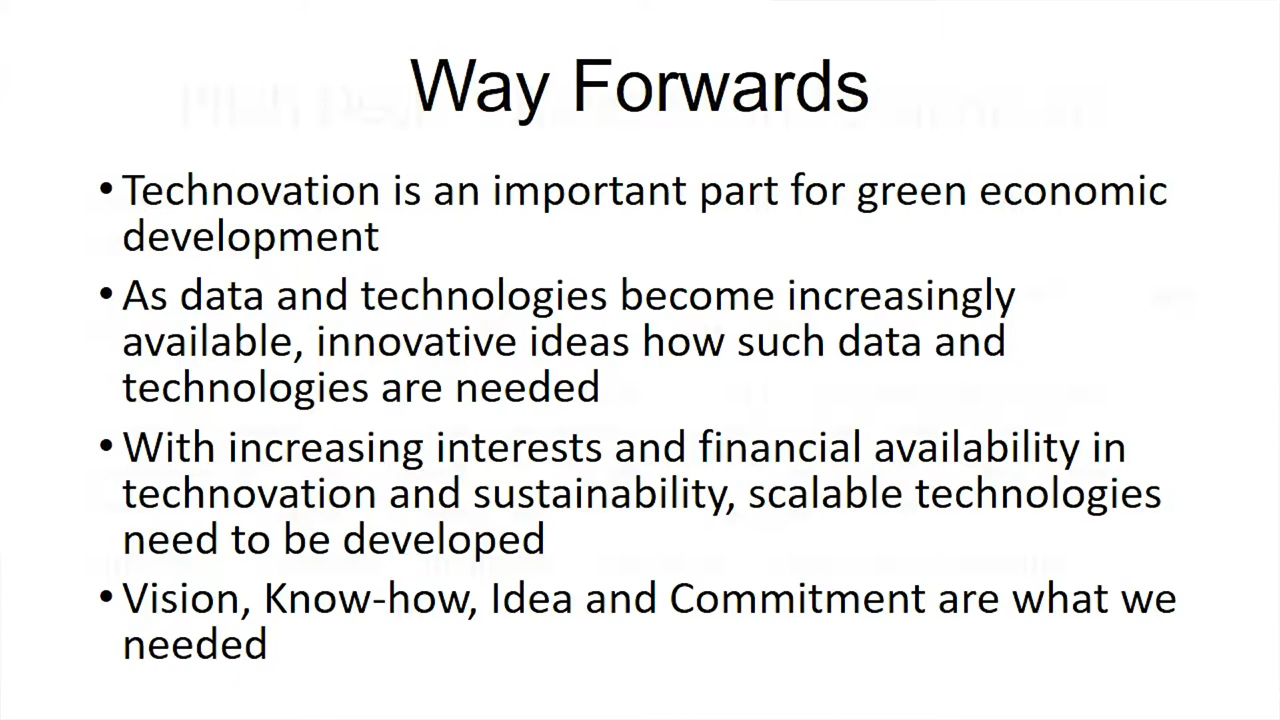 Way Forwards
• Technovation is an important part for green economic
development
• As data and technologies become increasingly
available, innovative ideas how such data and
technologies are needed
• With increasing interests and financial availability in
technovation and sustainability, scalable technologies
need to be developed
• Vision, Know-how, Idea and Commitment are what we
needed